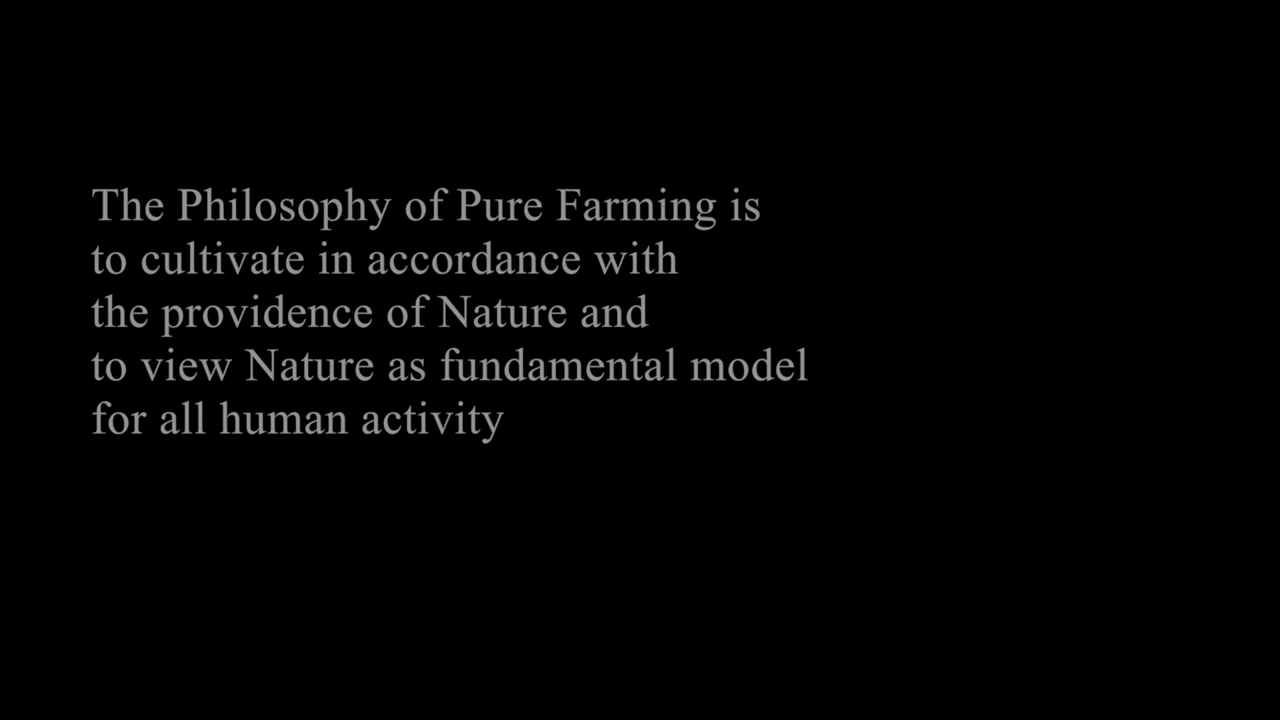 The Philosophy of Pure Farming is
to cultivate in accordance with
the providence of Nature and
to view Nature as fundamental model
for all human activity